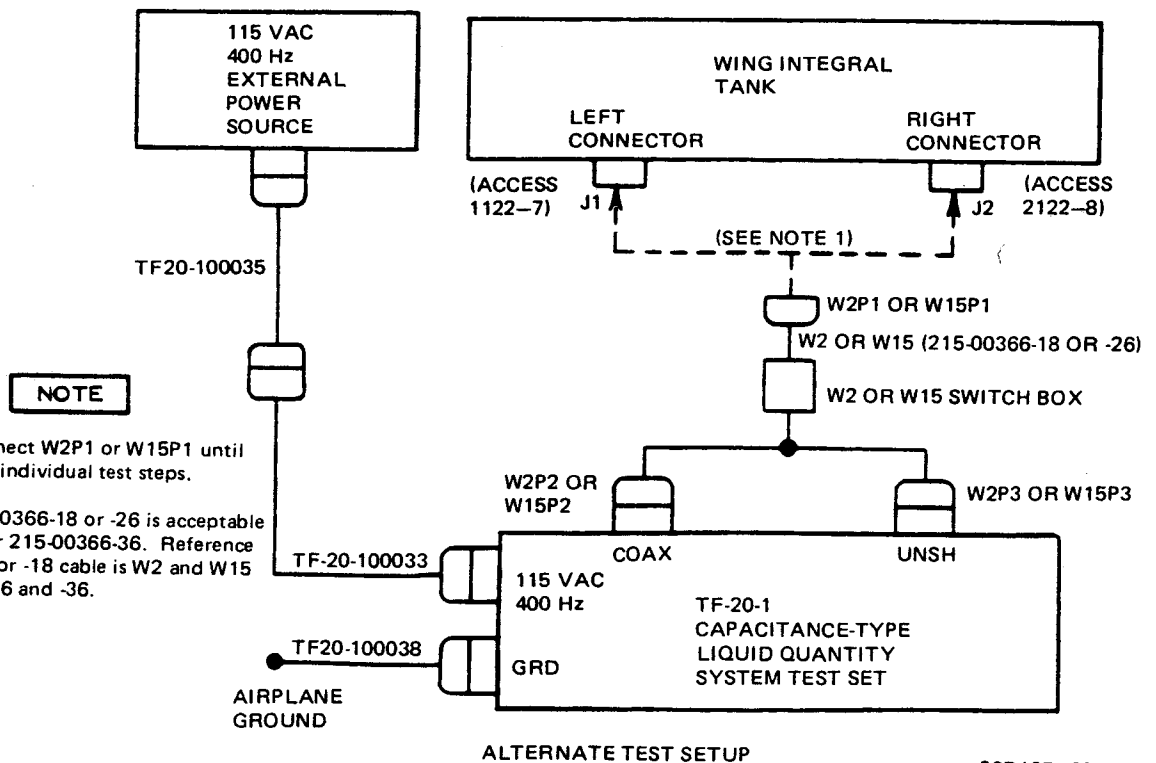 115 VAC
400 Hz
EXTERNAL
POWER
SOURCE
WING INTEGRAL
TANK
LEFT
CONNECTOR
RIGHT
CONNECTOR
(ACCESS
1122-7)
J1
J2
(ACCESS
2122-8)
(SEE NOTE 1)
TF20-100035
W2P1 OR W15P1
W2 OR W15 (215-00366-18 OR -26)
W2 OR W15 SWITCH BOX
NOTE
nect W2P1 or W15P1 until
individual test steps.
00366-18 or -26 is acceptable
r 215-00366-36. Reference
or -18 cable is W2 and W15
6 and -36.
W2P2 OR
W15P2
W2P3 OR W15P3
COAX
UNSH
TF-20-100033
115 VAC
400 Hz
TF-20-1
CAPACITANCE-TYPE
LIQUID QUANTITY
SYSTEM TEST SET
TF20-100038
GRD
AIRPLANE
GROUND
ALTERNATE TEST SETUP